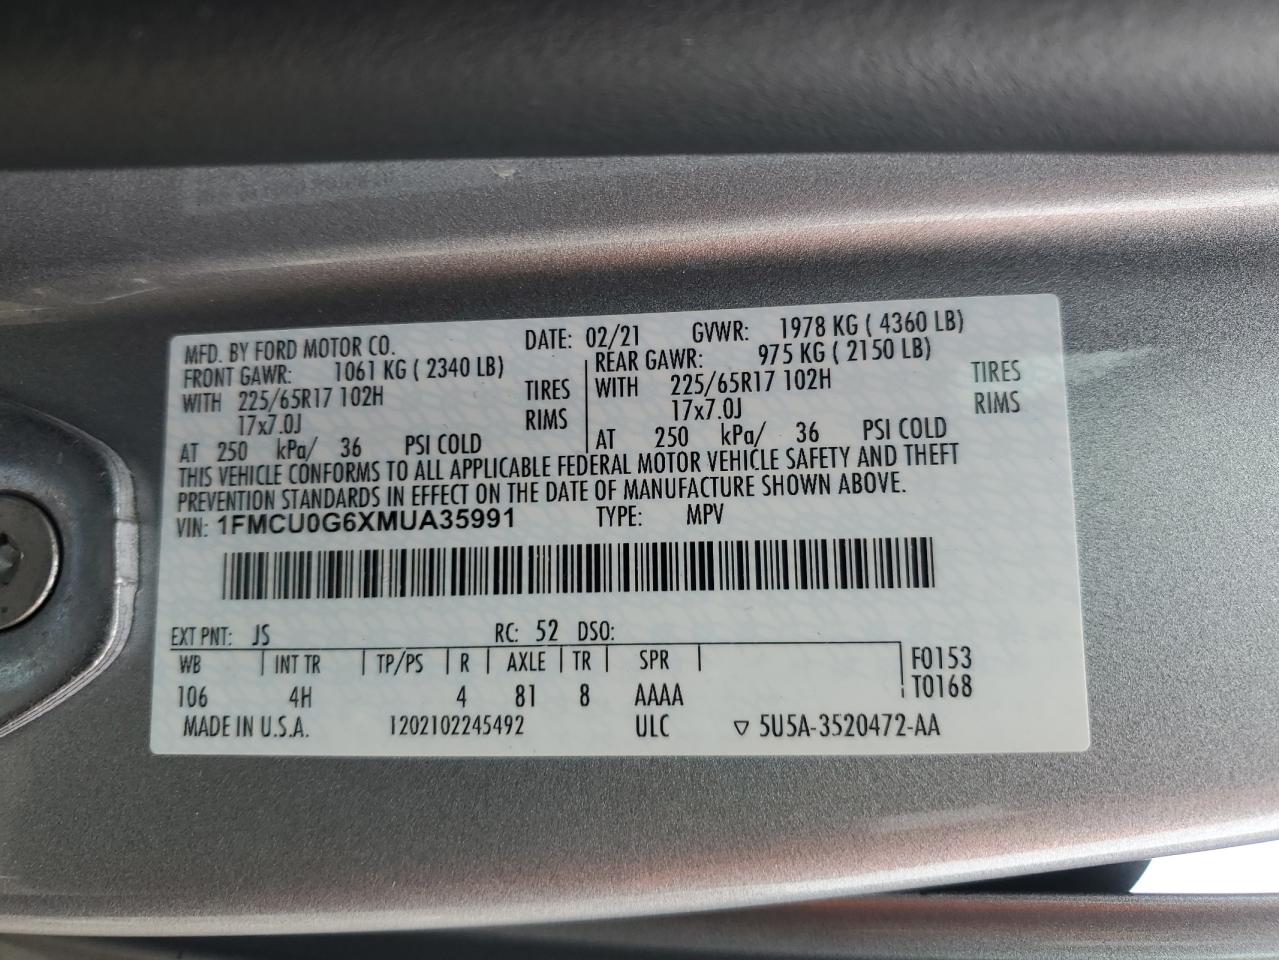 MFD. BY FORD MOTOR CO. DATE: 02/21 GVWR: 1978 KG ( 4360 LB)
FRONT GAWR: 1061 KG ( 2340 LB) REAR GAWR: 975 KG ( 2150 LB)
WITH 225/65R17 102H TIRES WITH 225/65R17 102H TIRES
17x7.0J RIMS 17x7.0J RIMS
AT 250 kPa/ 36 PSI COLD AT 250 kPa/ 36 PSI COLD
THIS VEHICLE CONFORMS TO ALL APPLICABLE FEDERAL MOTOR VEHICLE SAFETY AND THEFT
PREVENTION STANDARDS IN EFFECT ON THE DATE OF MANUFACTURE SHOWN ABOVE.
VIN: 1FMCU0G6XMUA35991 TYPE: MPV
EXT PNT: JS RC: 52 DSO:
WB INT TR TP/PS R AXLE TR SPR F0153
106 4H 4 81 8 AAAA T0168
MADE IN U.S.A. 1202102245492 ULC ▽ 5U5A-3520472-AA